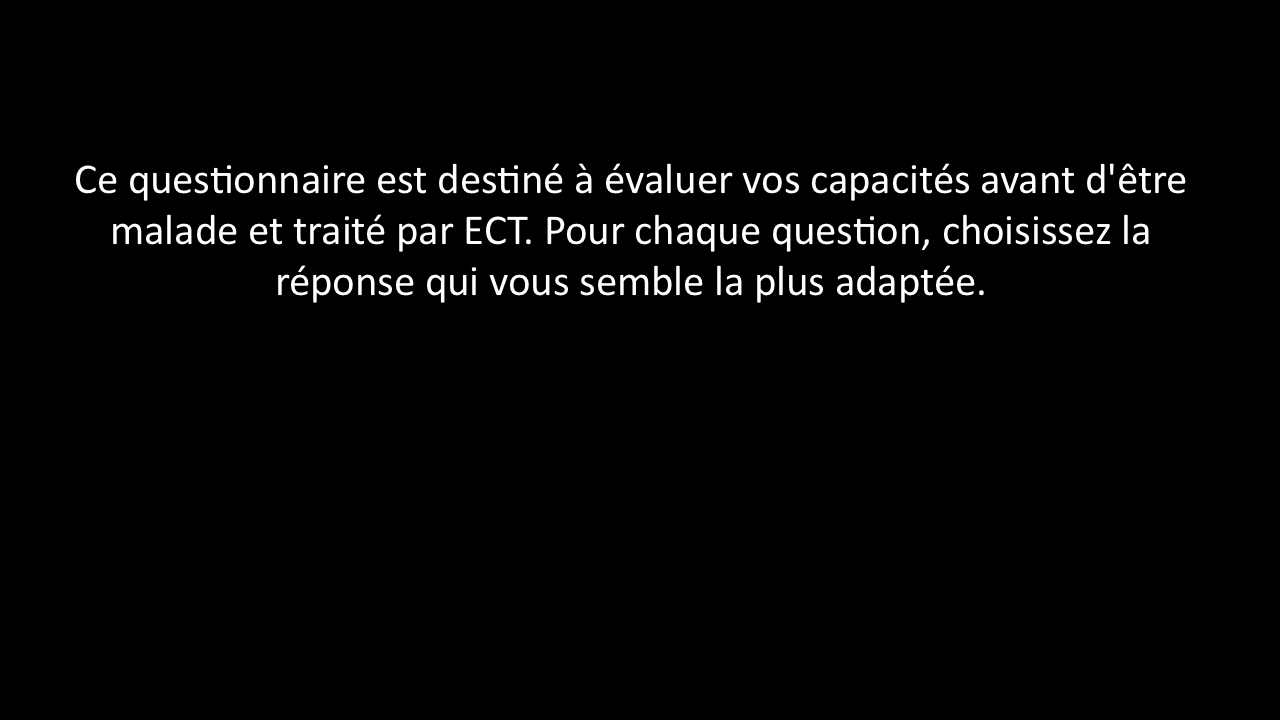 Ce questionnaire est destiné à évaluer vos capacités avant d'être
malade et traité par ECT. Pour chaque question, choisissez la
réponse qui vous semble la plus adaptée.